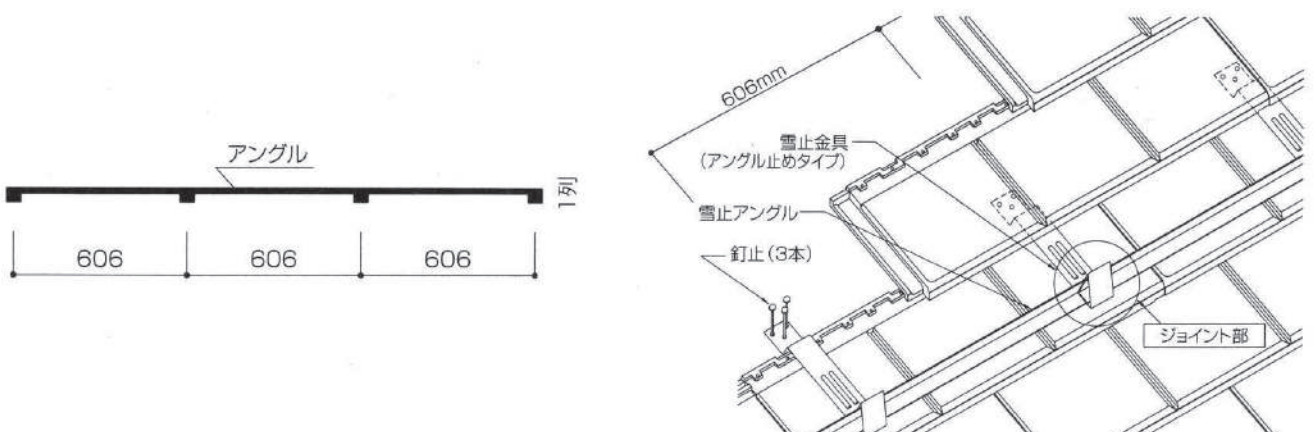 アングル
1列
606
606
606
606mm
雪止金具
(アングル止めタイプ)
雪止アングル
釘止(3本)
ジョイント部